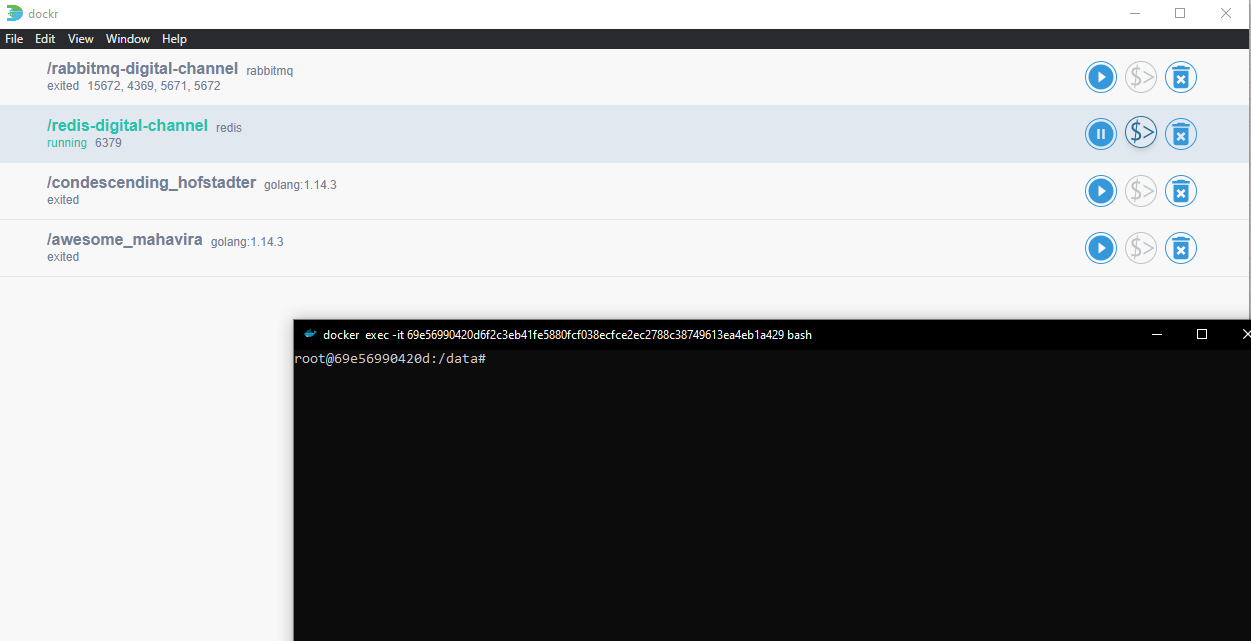 dockr
File Edit View Window Help
/rabbitmq-digital-channel rabbitmq
exited 15672, 4369, 5671, 5672
$>
/redis-digital-channel redis
running 6379
$>
/condescending_hofstadter golang:1.14.3
exited
$>
/awesome_mahavira golang:1.14.3
exited
$>
docker exec -it 69e56990420d6f2c3eb41fe5880fcf038ecfce2ec2788c38749613ea4eb1a429 bash
root@69e56990420d:/data#